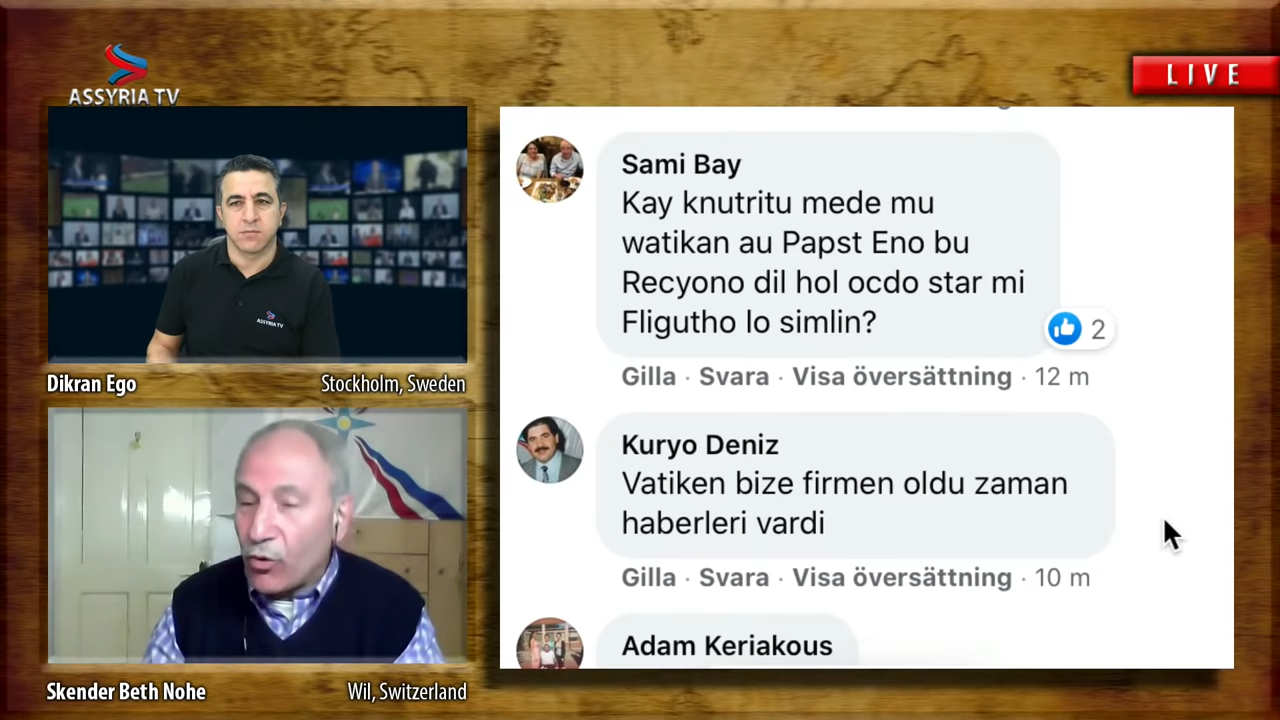 ASSYRIA TV
LIVE
ASSYRIA TV
Dikran Ego
Stockholm, Sweden
Skender Beth Nohe
Wil, Switzerland
Sami Bay
Kay knutritu mede mu
watikan au Papst Eno bu
Recyono dil hol ocdo star mi
Fligutho lo simlin?
2
Gilla · Svara · Visa översättning · 12 m
Kuryo Deniz
Vatiken bize firmen oldu zaman
haberleri vardi
Gilla · Svara · Visa översättning · 10 m
Adam Keriakous